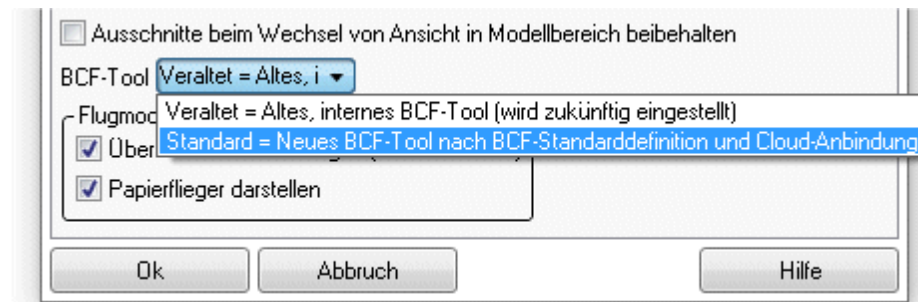 Ausschnitte beim Wechsel von Ansicht in Modellbereich beibehalten
BCF-Tool Veraltet = Altes, i
Veraltet = Altes, internes BCF-Tool (wird zukünftig eingestellt)
Flugmod
Standard = Neues BCF-Tool nach BCF-Standarddefinition und Cloud-Anbindung
Über
Papierflieger darstellen
Ok Abbruch Hilfe